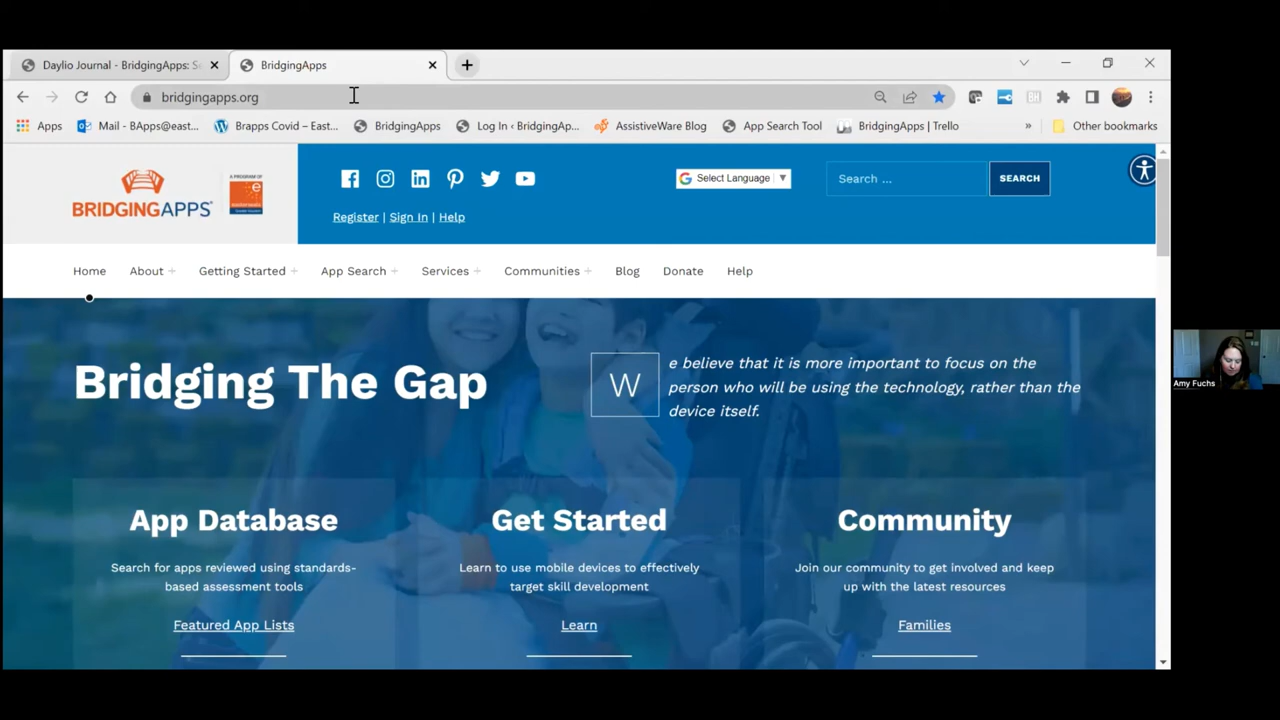 Daylio Journal - BridgingApps: Se
BridgingApps
bridgingapps.org
Apps
Mail - BApps@east...
Brapps Covid – East...
BridgingApps
Log In ‹ BridgingAp...
AssistiveWare Blog
App Search Tool
BridgingApps | Trello
»
Other bookmarks
BRIDGINGAPPS
A PROGRAM OF
Select Language ▼
Search ...
SEARCH
Register | Sign In | Help
Home
About +
Getting Started +
App Search +
Services +
Communities +
Blog
Donate
Help
Bridging The Gap
We believe that it is more important to focus on the
person who will be using the technology, rather than the
device itself.
App Database
Search for apps reviewed using standards-
based assessment tools
Featured App Lists
Get Started
Learn to use mobile devices to effectively
target skill development
Learn
Community
Join our community to get involved and keep
up with the latest resources
Families
Amy Fuchs